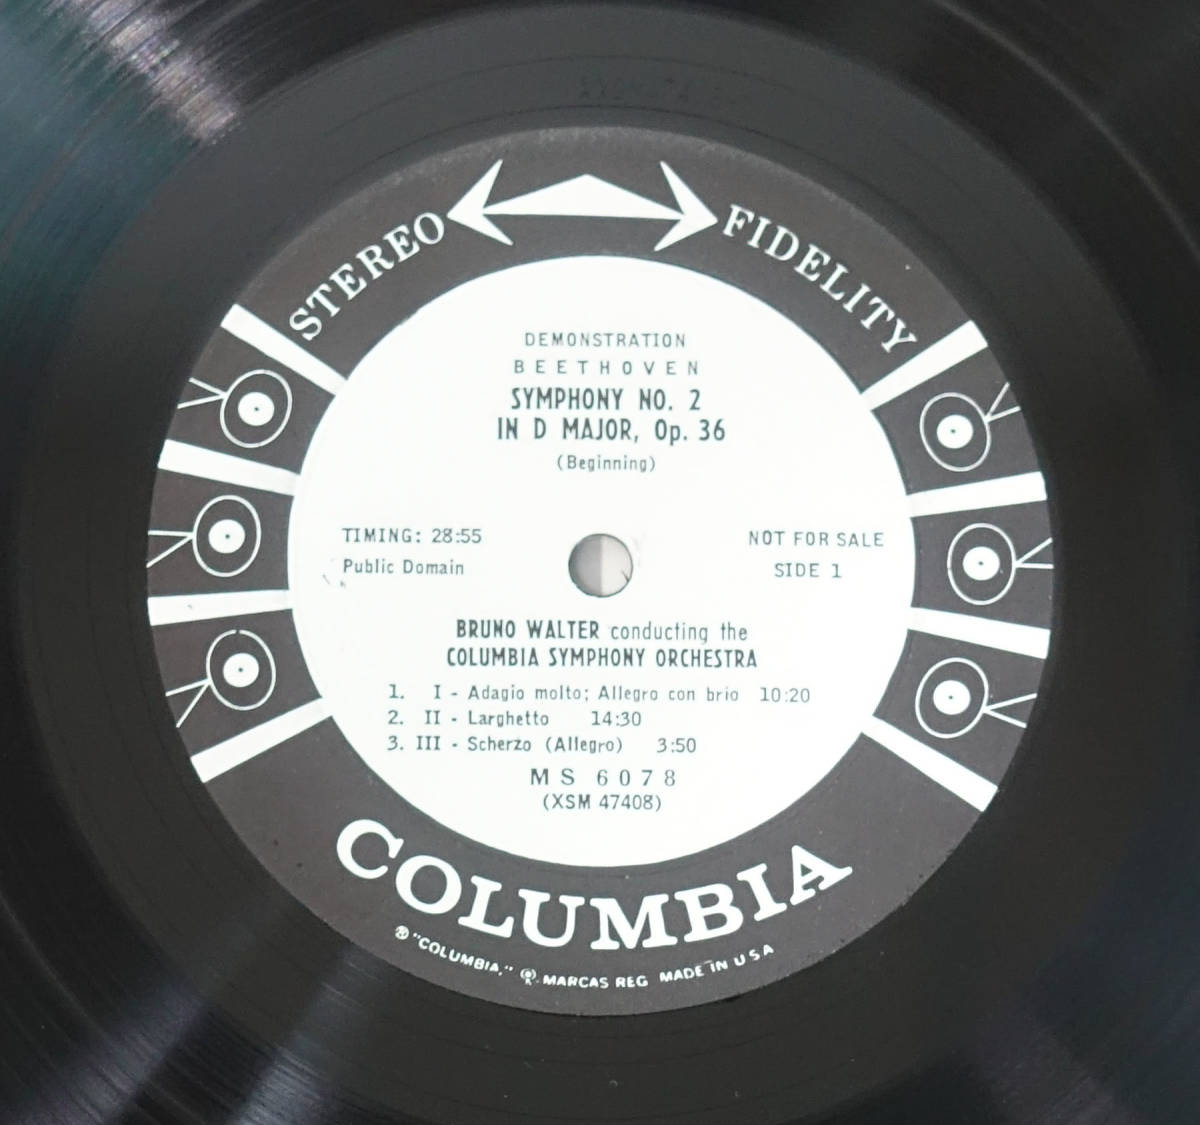 STEREO FIDELITY
DEMONSTRATION
BEETHOVEN
SYMPHONY NO. 2
IN D MAJOR, Op. 36
(Beginning)
TIMING: 28:55
Public Domain
NOT FOR SALE
SIDE 1
BRUNO WALTER conducting the
COLUMBIA SYMPHONY ORCHESTRA
1. I - Adagio molto; Allegro con brio 10:20
2. II - Larghetto 14:30
3. III - Scherzo (Allegro) 3:50
MS 6078
(XSM 47408)
COLUMBIA
® "COLUMBIA," MARCAS REG MADE IN U S A